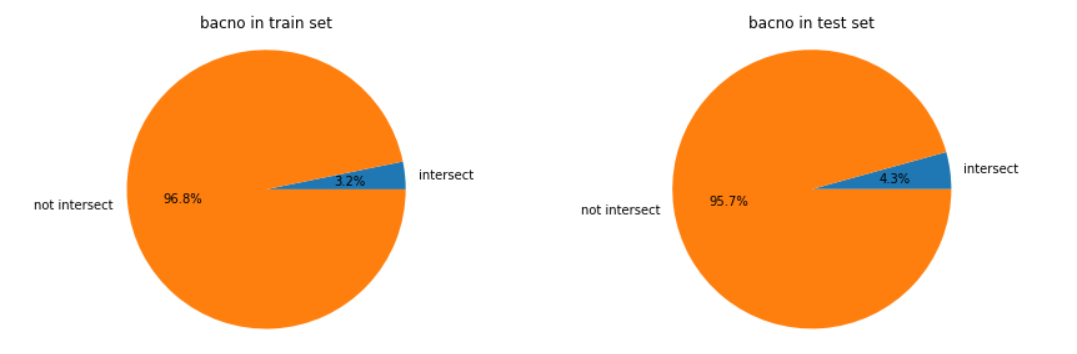 bacno in train set
intersect
3.2%
96.8%
not intersect
bacno in test set
intersect
4.3%
95.7%
not intersect